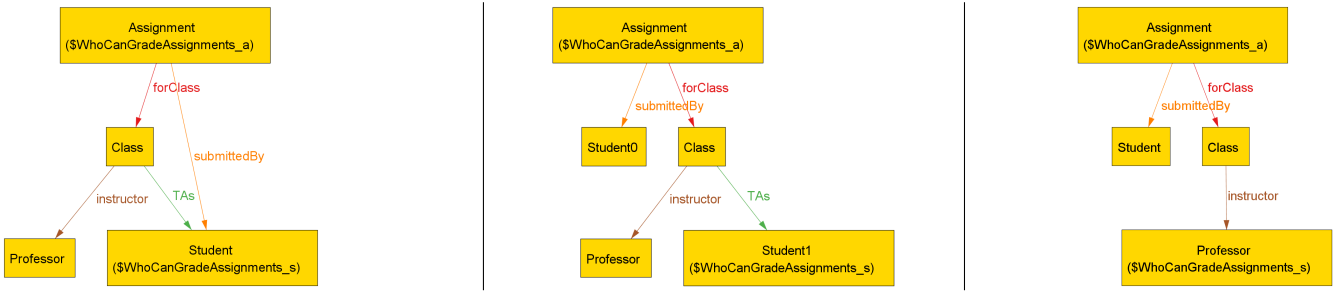 Assignment
($WhoCanGradeAssignments_a)
forClass
Class
submittedBy
instructor
TAs
Professor
Student
($WhoCanGradeAssignments_s)
Assignment
($WhoCanGradeAssignments_a)
forClass
submittedBy
Student0
Class
instructor
TAs
Professor
Student1
($WhoCanGradeAssignments_s)
Assignment
($WhoCanGradeAssignments_a)
forClass
submittedBy
Student
Class
instructor
Professor
($WhoCanGradeAssignments_s)